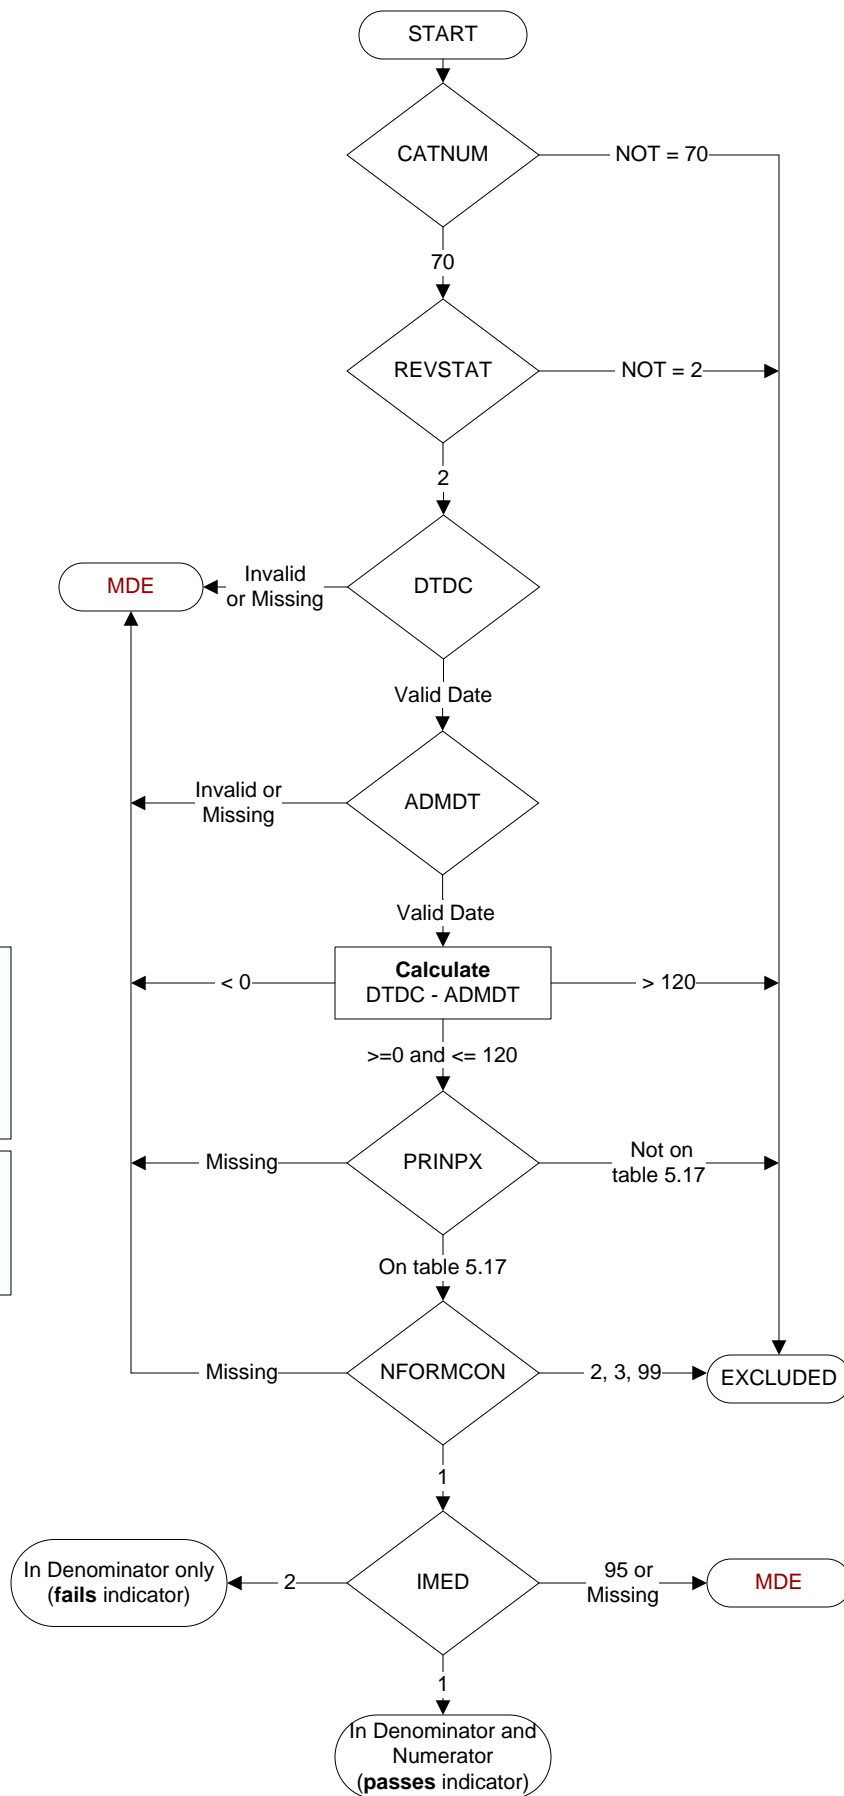 START
CATNUM
NOT = 70
70
REVSTAT
NOT = 2
2
MDE
Invalid
or Missing
DTDC
Valid Date
Invalid or
Missing
ADMDT
Valid Date
< 0
Calculate
DTDC - ADMDT
> 120
>=0 and <= 120
Missing
PRINPX
Not on
table 5.17
On table 5.17
Missing
NFORMCON
2, 3, 99
EXCLUDED
1
In Denominator only
(fails indicator)
2
IMED
95 or
Missing
MDE
1
In Denominator and
Numerator
(passes indicator)